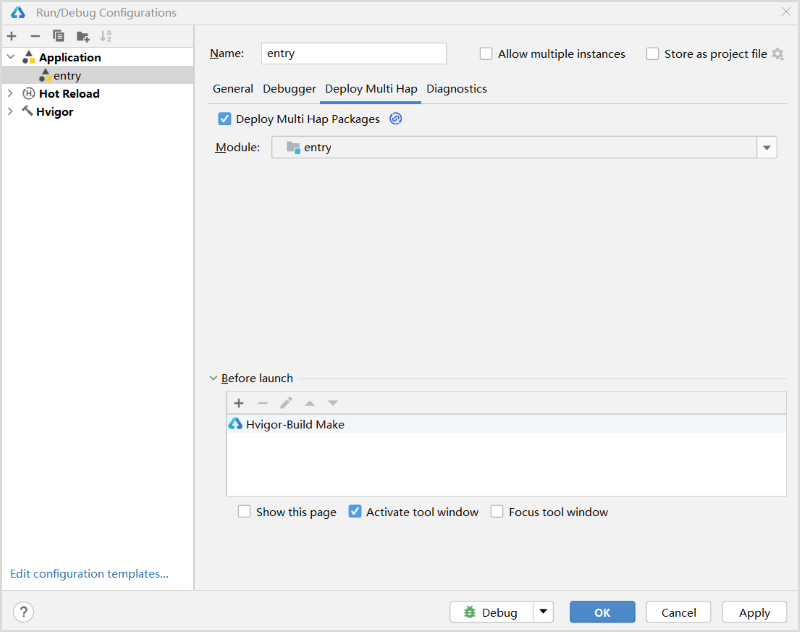 Run/Debug Configurations
Application
entry
Hot Reload
Hvigor
Name: entry
Allow multiple instances
Store as project file
General Debugger Deploy Multi Hap Diagnostics
Deploy Multi Hap Packages
Module: entry
Before launch
Hvigor-Build Make
Show this page Activate tool window Focus tool window
Edit configuration templates...
? Debug OK Cancel Apply